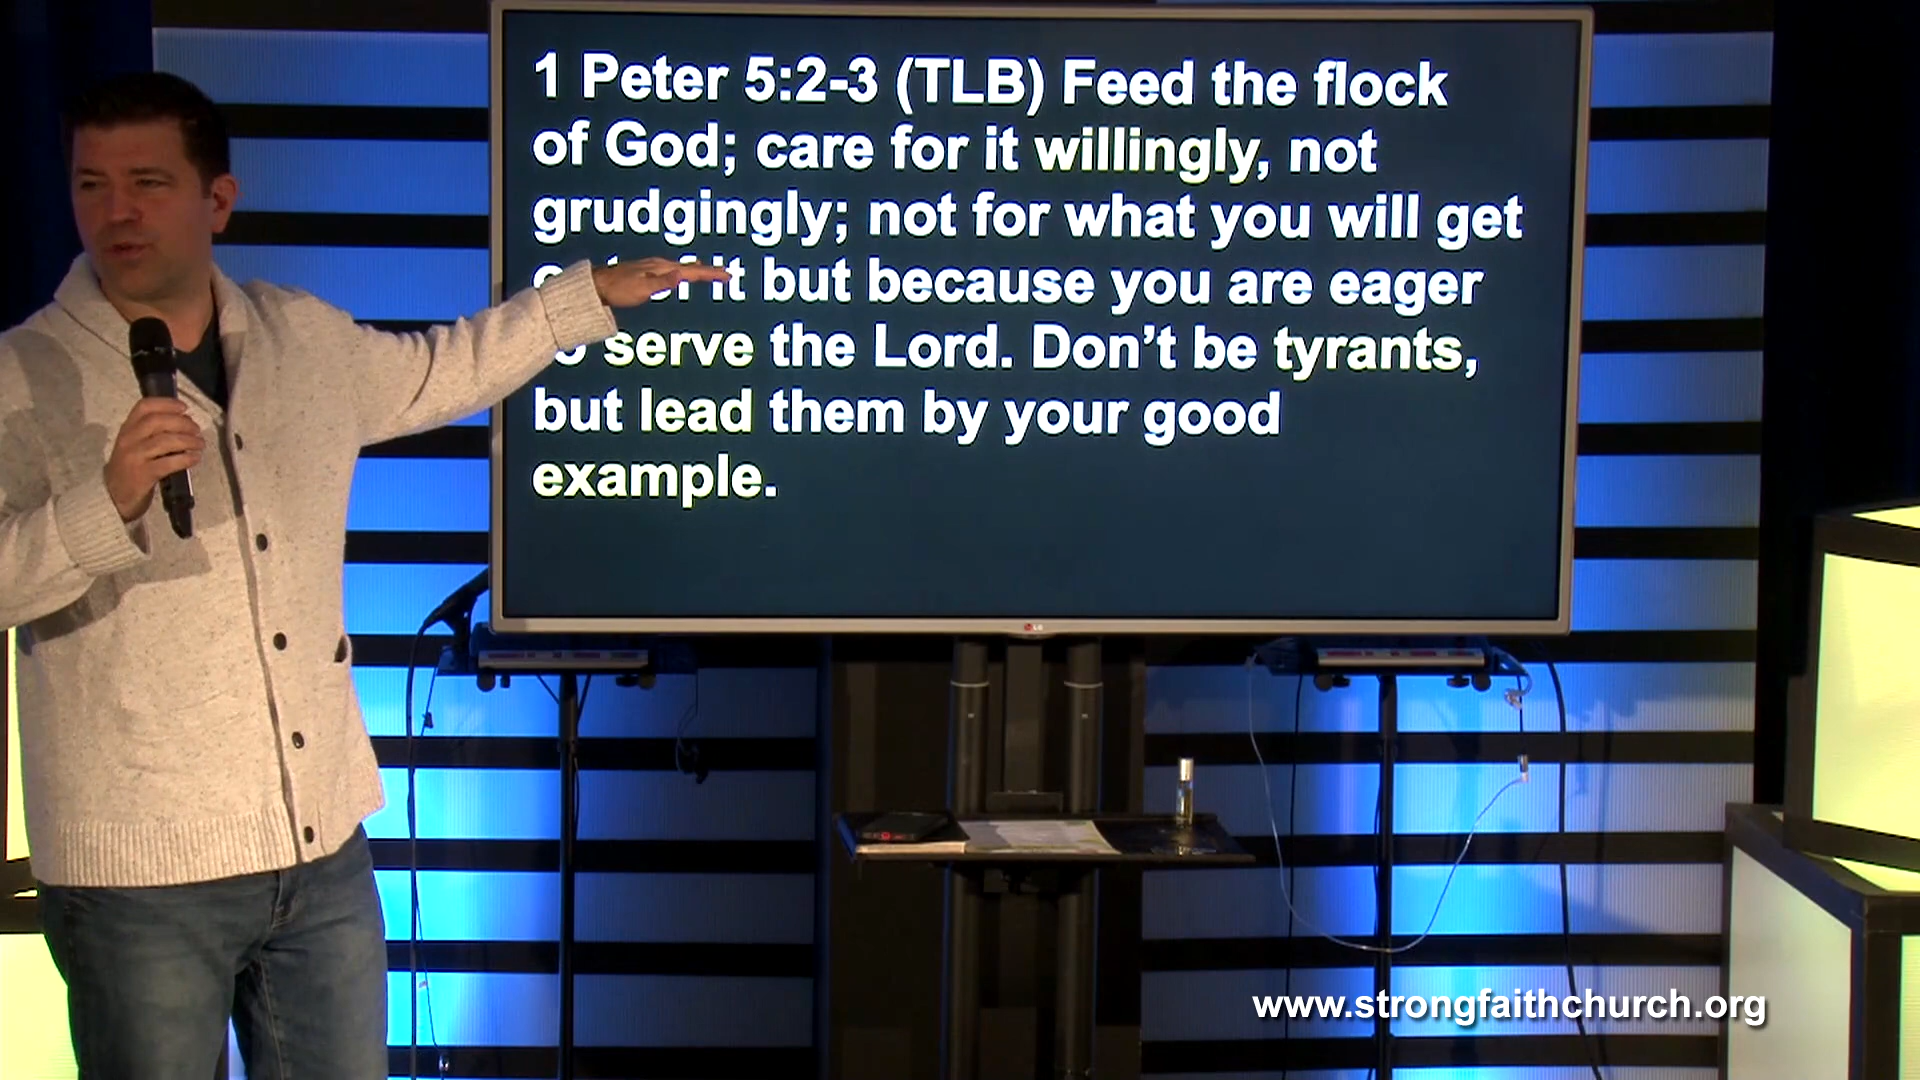 1 Peter 5:2-3 (TLB) Feed the flock
of God; care for it willingly, not
grudgingly; not for what you will get
it but because you are eager
serve the Lord. Don't be tyrants,
but lead them by your good
example.
LG
www.strongfaithchurch.org